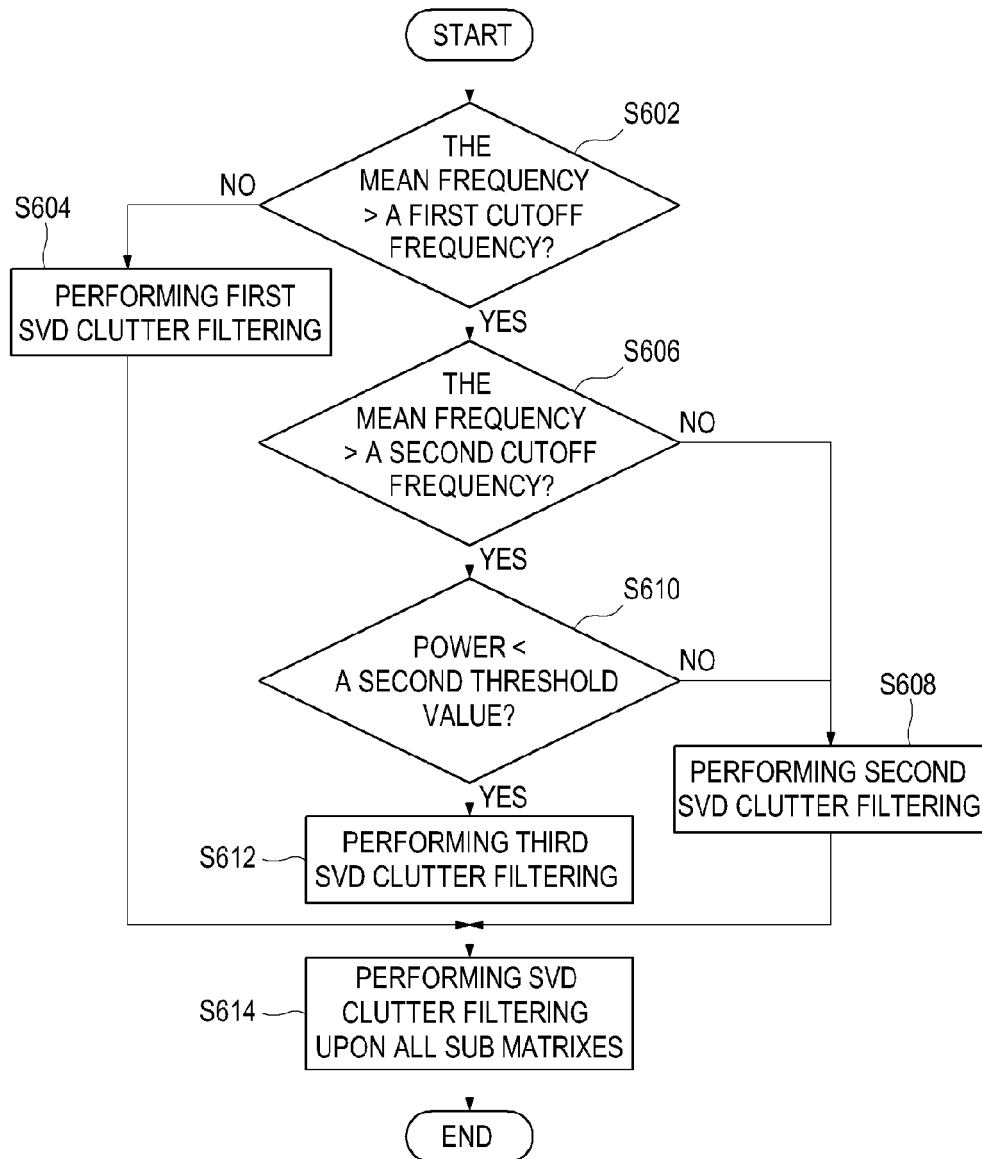 START
S602
THE
MEAN FREQUENCY
> A FIRST CUTOFF
FREQUENCY?
NO
S604
PERFORMING FIRST
SVD CLUTTER FILTERING
YES
S606
THE
MEAN FREQUENCY
> A SECOND CUTOFF
FREQUENCY?
NO
YES
S610
POWER <
A SECOND THRESHOLD
VALUE?
NO
S608
PERFORMING SECOND
SVD CLUTTER FILTERING
YES
S612
PERFORMING THIRD
SVD CLUTTER FILTERING
S614
PERFORMING SVD
CLUTTER FILTERING
UPON ALL SUB MATRIXES
END